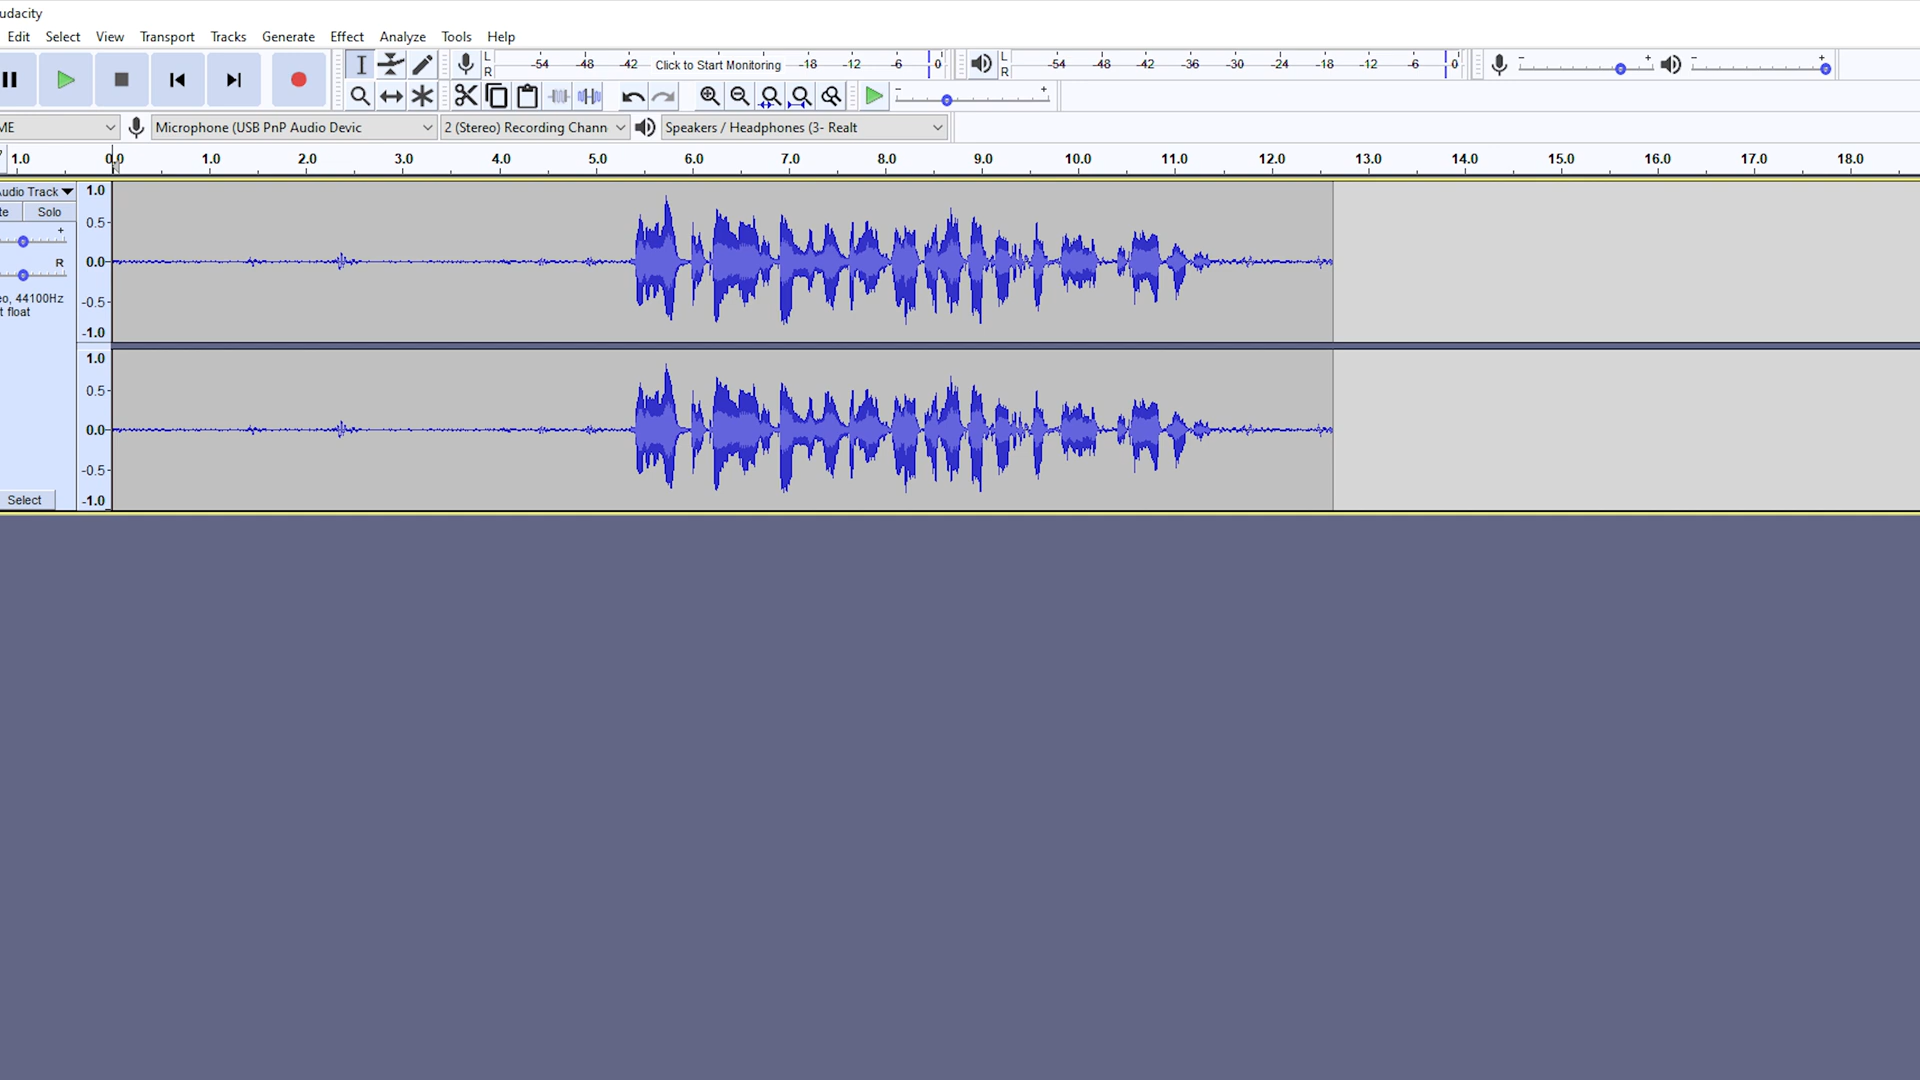 udacity
Edit Select View Transport Tracks Generate Effect Analyze Tools Help
L -54 -48 -42 Click to Start Monitoring -18 -12 -6 0 L -54 -48 -42 -36 -30 -24 -18 -12 -6 0 - + - +
R R
- +
ME Microphone (USB PnP Audio Devic 2 (Stereo) Recording Chann Speakers / Headphones (3- Realt
1.0 0.0 1.0 2.0 3.0 4.0 5.0 6.0 7.0 8.0 9.0 10.0 11.0 12.0 13.0 14.0 15.0 16.0 17.0 18.0
udio Track 1.0
te Solo
+ 0.5
R 0.0
eo, 44100Hz -0.5
t float
-1.0
1.0
0.5
0.0
-0.5
Select -1.0